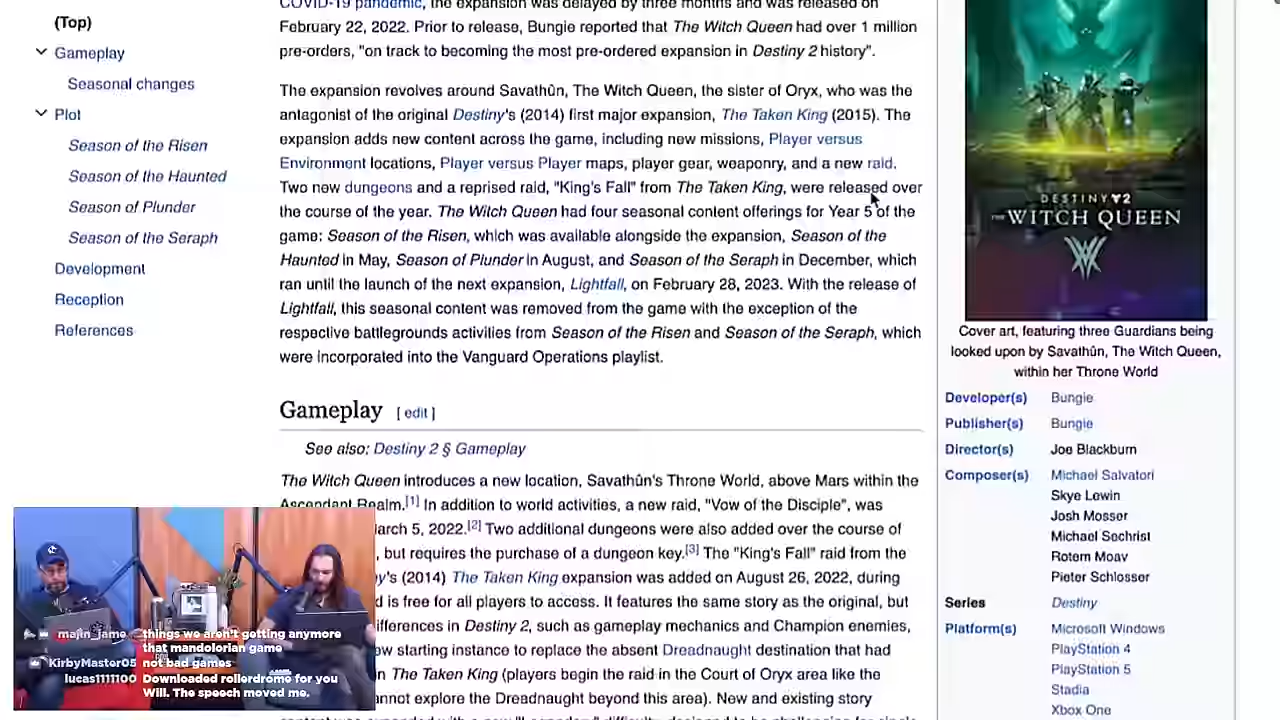 (Top)
Gameplay
Seasonal changes
Plot
Season of the Risen
Season of the Haunted
Season of Plunder
Season of the Seraph
Development
Reception
References
COVID-19 pandemic, the expansion was delayed by three months and was released on
February 22, 2022. Prior to release, Bungie reported that The Witch Queen had over 1 million
pre-orders, "on track to becoming the most pre-ordered expansion in Destiny 2 history".
The expansion revolves around Savathûn, The Witch Queen, the sister of Oryx, who was the
antagonist of the original Destiny's (2014) first major expansion, The Taken King (2015). The
expansion adds new content across the game, including new missions, Player versus
Environment locations, Player versus Player maps, player gear, weaponry, and a new raid.
Two new dungeons and a reprised raid, "King's Fall" from The Taken King, were released over
the course of the year. The Witch Queen had four seasonal content offerings for Year 5 of the
game: Season of the Risen, which was available alongside the expansion, Season of the
Haunted in May, Season of Plunder in August, and Season of the Seraph in December, which
ran until the launch of the next expansion, Lightfall, on February 28, 2023. With the release of
Lightfall, this seasonal content was removed from the game with the exception of the
respective battlegrounds activities from Season of the Risen and Season of the Seraph, which
were incorporated into the Vanguard Operations playlist.
Gameplay [ edit ]
See also: Destiny 2 § Gameplay
The Witch Queen introduces a new location, Savathûn's Throne World, above Mars within the
Ascendant Realm.[1] In addition to world activities, a new raid, "Vow of the Disciple", was
March 5, 2022.[2] Two additional dungeons were also added over the course of
, but requires the purchase of a dungeon key.[3] The "King's Fall" raid from the
y's (2014) The Taken King expansion was added on August 26, 2022, during
d is free for all players to access. It features the same story as the original, but
ifferences in Destiny 2, such as gameplay mechanics and Champion enemies,
ew starting instance to replace the absent Dreadnaught destination that had
n The Taken King (players begin the raid in the Court of Oryx area like the
nnot explore the Dreadnaught beyond this area). New and existing story
DESTINY 2
THE WITCH QUEEN
Cover art, featuring three Guardians being
looked upon by Savathûn, The Witch Queen,
within her Throne World
Developer(s) Bungie
Publisher(s) Bungie
Director(s) Joe Blackburn
Composer(s) Michael Salvatori
Skye Lewin
Josh Mosser
Michael Sechrist
Rotem Moav
Pieter Schlosser
Series Destiny
Platform(s) Microsoft Windows
PlayStation 4
PlayStation 5
Stadia
Xbox One
majin_jame things we aren't getting anymore
that mandolorian game
KirbyMaster05 not bad games
lucas1111100 Downloaded rollerdrome for you
Will. The speech moved me.